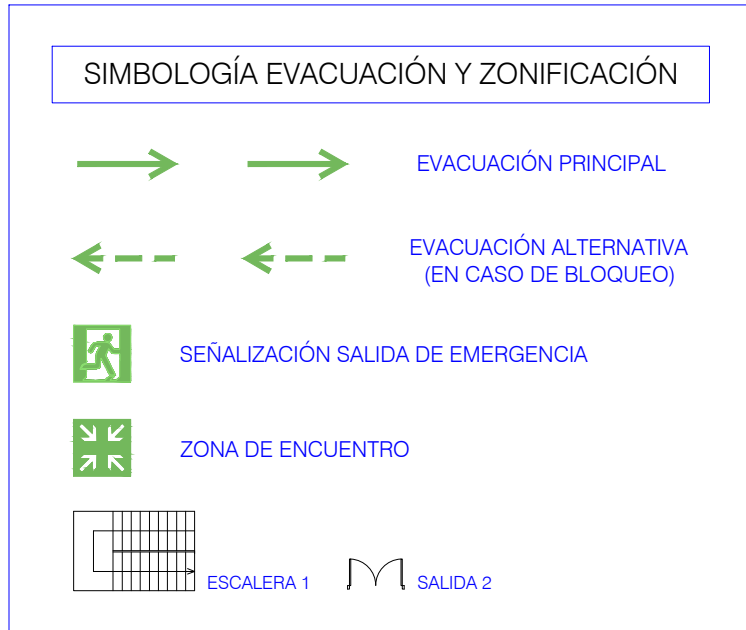 SIMBOLOGÍA EVACUACIÓN Y ZONIFICACIÓN
EVACUACIÓN PRINCIPAL
EVACUACIÓN ALTERNATIVA
(EN CASO DE BLOQUEO)
SEÑALIZACIÓN SALIDA DE EMERGENCIA
ZONA DE ENCUENTRO
ESCALERA 1
SALIDA 2